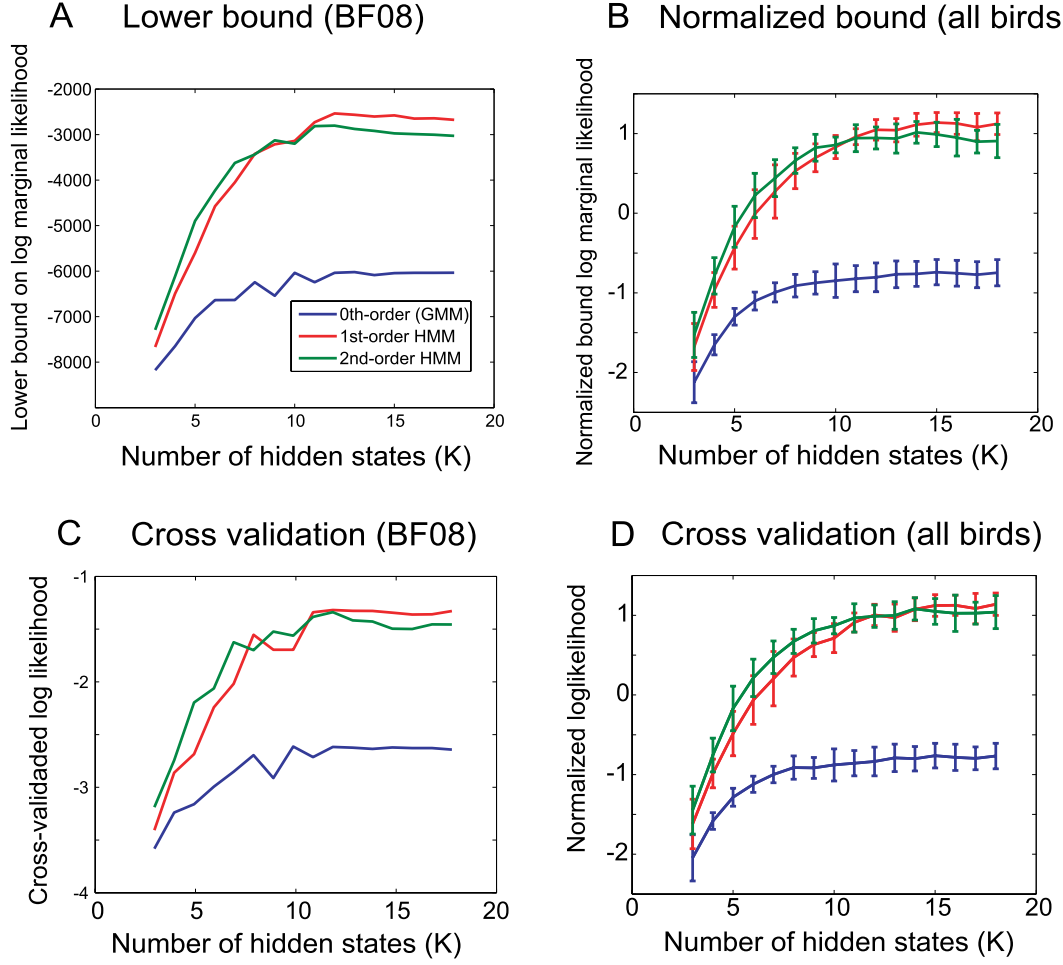 A Lower bound (BF08)
Lower bound on log marginal likelihood
-2000
-3000
-4000
-5000
-6000
-7000
-8000
0th-order (GMM)
1st-order HMM
2nd-order HMM
0 5 10 15 20
Number of hidden states (K)
B Normalized bound (all birds
Normalized bound log marginal likelihood
1
0
-1
-2
0 5 10 15 20
Number of hidden states (K)
C Cross validation (BF08)
Cross-validaded log likelihood
-1
-2
-3
-4
0 5 10 15 20
Number of hidden states (K)
D Cross validation (all birds)
Normalized loglikelihood
1
0
-1
-2
0 5 10 15 20
Number of hidden states (K)